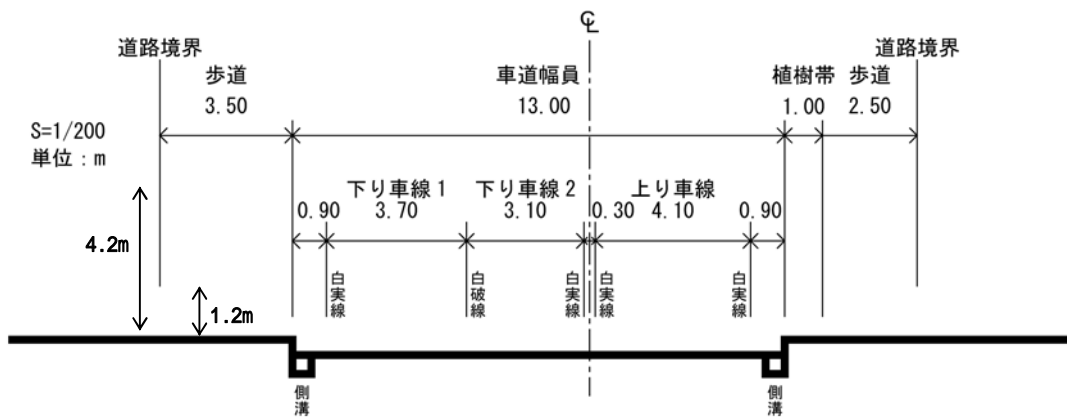 ℄
道路境界
道路境界
歩道
車道幅員
植樹帯
歩道
3.50
13.00
1.00
2.50
S=1/200
単位：m
下り車線1
下り車線2
上り車線
0.90
3.70
3.10
0.30
4.10
0.90
4.2m
1.2m
白実線
白破線
白実線
白実線
白実線
側溝
側溝